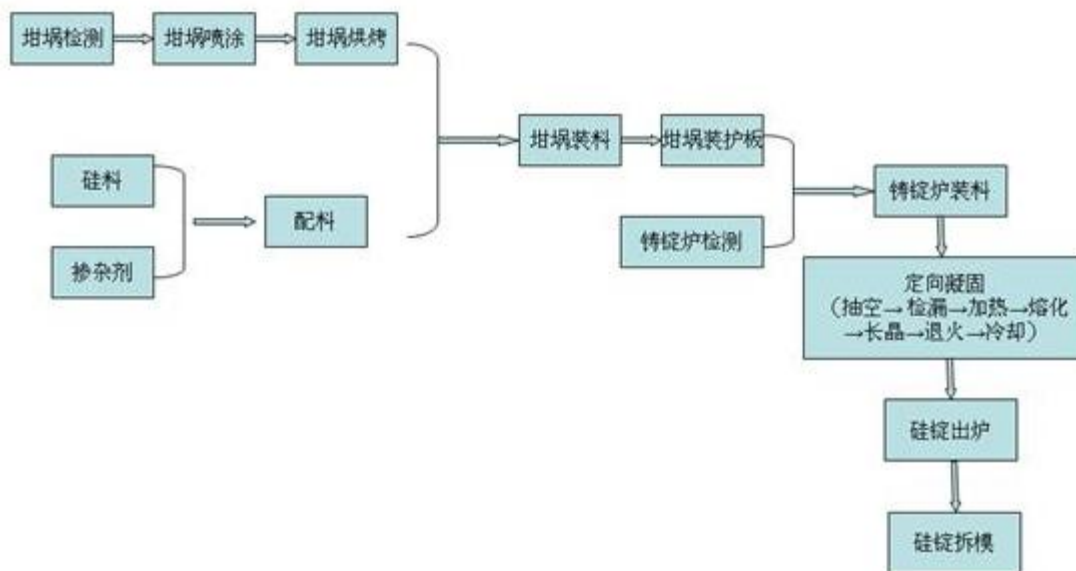 坩埚检测
坩埚喷涂
坩埚烘烤
坩埚装料
坩埚装护板
硅料
铸锭炉装料
配料
铸锭炉检测
掺杂剂
定向凝固
（抽空→检漏→加热→熔化
→长晶→退火→冷却）
硅锭出炉
硅锭拆模